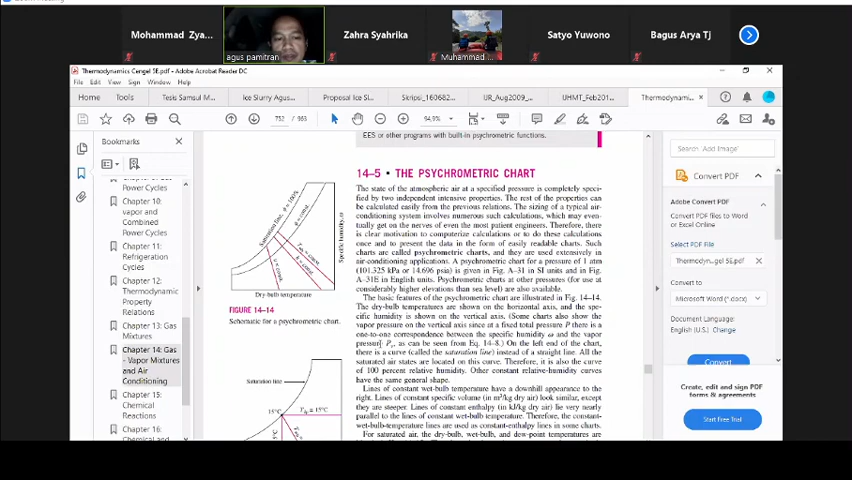 Mohammad Zya...
agus pamitran
Zahra Syahrika
Muhammad I...
Satyo Yuwono
Bagus Arya Tj
Thermodynamics Cengel 5E.pdf - Adobe Acrobat Reader DC
File Edit View Sign Window Help
Home Tools Tesis Samsul M... Ice Slurry Agus... Proposal Ice Sl... Skripsi_160682... UR_Aug2009_... UHMT_Feb201... Thermodynami...
752 / 963
94,9%
Bookmarks
Power Cycles
Chapter 10:
vapor and
Combined
Power Cycles
Chapter 11:
Refrigeration
Cycles
Chapter 12:
Thermodynamic
Property
Relations
Chapter 13: Gas
Mixtures
Chapter 14: Gas
- Vapor Mixtures
and Air
Conditioning
Chapter 15:
Chemical
Reactions
Chapter 16:
Chemical and
Saturation line, ϕ = 100%
ϕ = const.
Twb = const.
h = const.
v = const.
Specific humidity, ω
Dry-bulb temperature
FIGURE 14–14
Schematic for a psychrometric chart.
Saturation line
15°C
Tdp = 15°C
EES or other programs with built-in psychrometric functions.
14–5 • THE PSYCHROMETRIC CHART
The state of the atmospheric air at a specified pressure is completely speci-
fied by two independent intensive properties. The rest of the properties can
be calculated easily from the previous relations. The sizing of a typical air-
conditioning system involves numerous such calculations, which may even-
tually get on the nerves of even the most patient engineers. Therefore, there
is clear motivation to computerize calculations or to do these calculations
once and to present the data in the form of easily readable charts. Such
charts are called psychrometric charts, and they are used extensively in
air-conditioning applications. A psychrometric chart for a pressure of 1 atm
(101.325 kPa or 14.696 psia) is given in Fig. A–31 in SI units and in Fig.
A–31E in English units. Psychrometric charts at other pressures (for use at
considerably higher elevations than sea level) are also available.
The basic features of the psychrometric chart are illustrated in Fig. 14–14.
The dry-bulb temperatures are shown on the horizontal axis, and the spe-
cific humidity is shown on the vertical axis. (Some charts also show the
vapor pressure on the vertical axis since at a fixed total pressure P there is a
one-to-one correspondence between the specific humidity ω and the vapor
pressure Pv, as can be seen from Eq. 14–8.) On the left end of the chart,
there is a curve (called the saturation line) instead of a straight line. All the
saturated air states are located on this curve. Therefore, it is also the curve
of 100 percent relative humidity. Other constant relative-humidity curves
have the same general shape.
Lines of constant wet-bulb temperature have a downhill appearance to the
right. Lines of constant specific volume (in m³/kg dry air) look similar, except
they are steeper. Lines of constant enthalpy (in kJ/kg dry air) lie very nearly
parallel to the lines of constant wet-bulb temperature. Therefore, the constant-
wet-bulb-temperature lines are used as constant-enthalpy lines in some charts.
For saturated air, the dry-bulb, wet-bulb, and dew-point temperatures are
Search 'Add Image'
Convert PDF
Adobe Convert PDF
Convert PDF Files to Word
or Excel Online
Select PDF File
Thermodyn...gel 5E.pdf
Convert to
Microsoft Word (*.docx)
Document Language:
English (U.S.) Change
Convert
Create, edit and sign PDF
forms & agreements
Start Free Trial